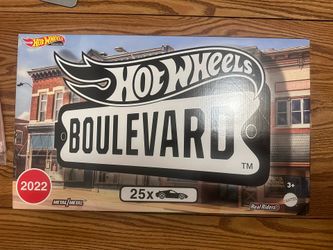 Hot Wheels
Hot Wheels
BOULEVARD
TM
2022
25x
3+
METAL/METAL
Real Riders